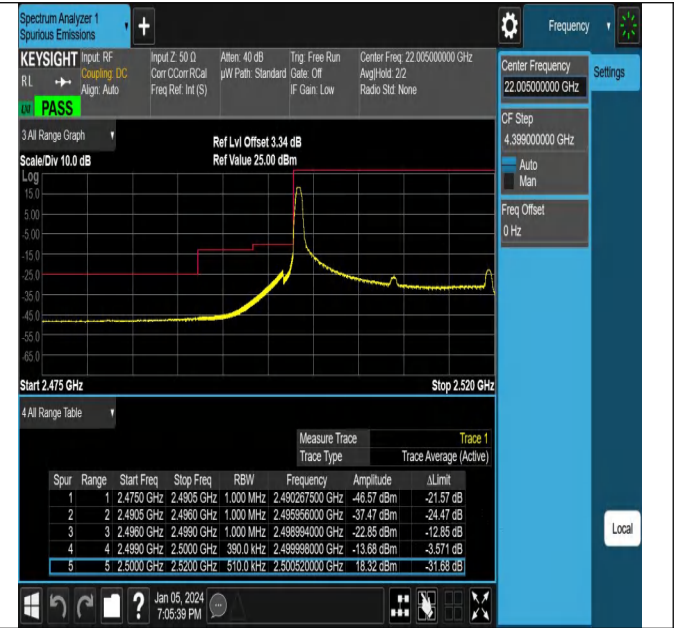 Spectrum Analyzer 1
Spurious Emissions
Frequency
KEYSIGHT
RL
Input: RF
Coupling: DC
Align: Auto
Input Z: 50 Ω
Corr CCorr RCal
Freq Ref: Int (S)
Atten: 40 dB
µW Path: Standard
Trig: Free Run
Gate: Off
IF Gain: Low
Center Freq: 22.005000000 GHz
Avg|Hold: 2/2
Radio Std: None
PASS
Center Frequency
22.005000000 GHz
Settings
CF Step
4.399000000 GHz
Auto
Man
Freq Offset
0 Hz
3 All Range Graph
Scale/Div 10.0 dB
Ref Lvl Offset 3.34 dB
Ref Value 25.00 dBm
Log
15.0
5.00
-5.00
-15.0
-25.0
-35.0
-45.0
-55.0
-65.0
Start 2.475 GHz
Stop 2.520 GHz
4 All Range Table
Measure Trace Trace 1
Trace Type Trace Average (Active)
Spur Range Start Freq Stop Freq RBW Frequency Amplitude ΔLimit
1 1 2.4750 GHz 2.4905 GHz 1.000 MHz 2.490267500 GHz -46.57 dBm -21.57 dB
2 2 2.4905 GHz 2.4960 GHz 1.000 MHz 2.495956000 GHz -37.47 dBm -24.47 dB
3 3 2.4960 GHz 2.4990 GHz 1.000 MHz 2.498994000 GHz -22.85 dBm -12.85 dB
4 4 2.4990 GHz 2.5000 GHz 390.0 kHz 2.499998000 GHz -13.68 dBm -3.571 dB
5 5 2.5000 GHz 2.5200 GHz 510.0 kHz 2.500520000 GHz 18.32 dBm -31.68 dB
Local
Jan 05, 2024
7:05:39 PM